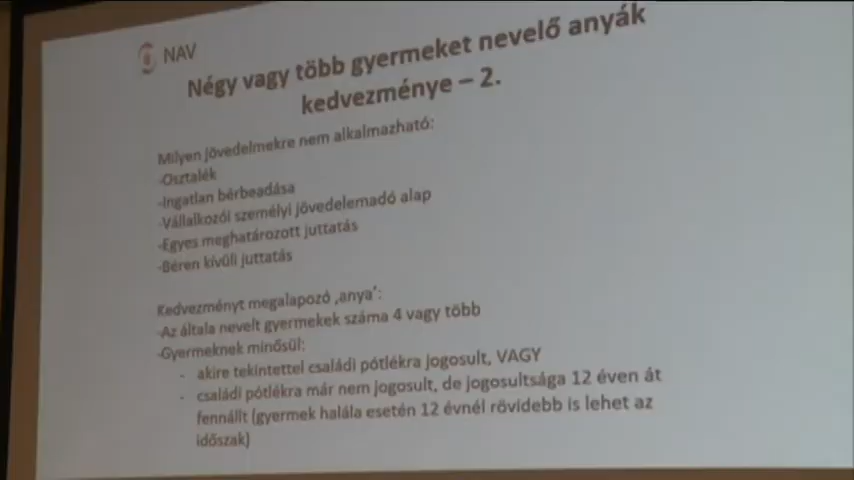 NAV
Négy vagy több gyermeket nevelő anyák
kedvezménye – 2.
Milyen jövedelmekre nem alkalmazható:
-Osztalék
-Ingatlan bérbeadása
-Vállalkozói személyi jövedelemadó alap
-Egyes meghatározott juttatás
-Béren kívüli juttatás
Kedvezményt megalapozó ‚anya’:
-Az általa nevelt gyermekek száma 4 vagy több
-Gyermeknek minősül:
- akire tekintettel családi pótlékra jogosult, VAGY
- családi pótlékra már nem jogosult, de jogosultsága 12 éven át
fennállt (gyermek halála esetén 12 évnél rövidebb is lehet az
időszak)